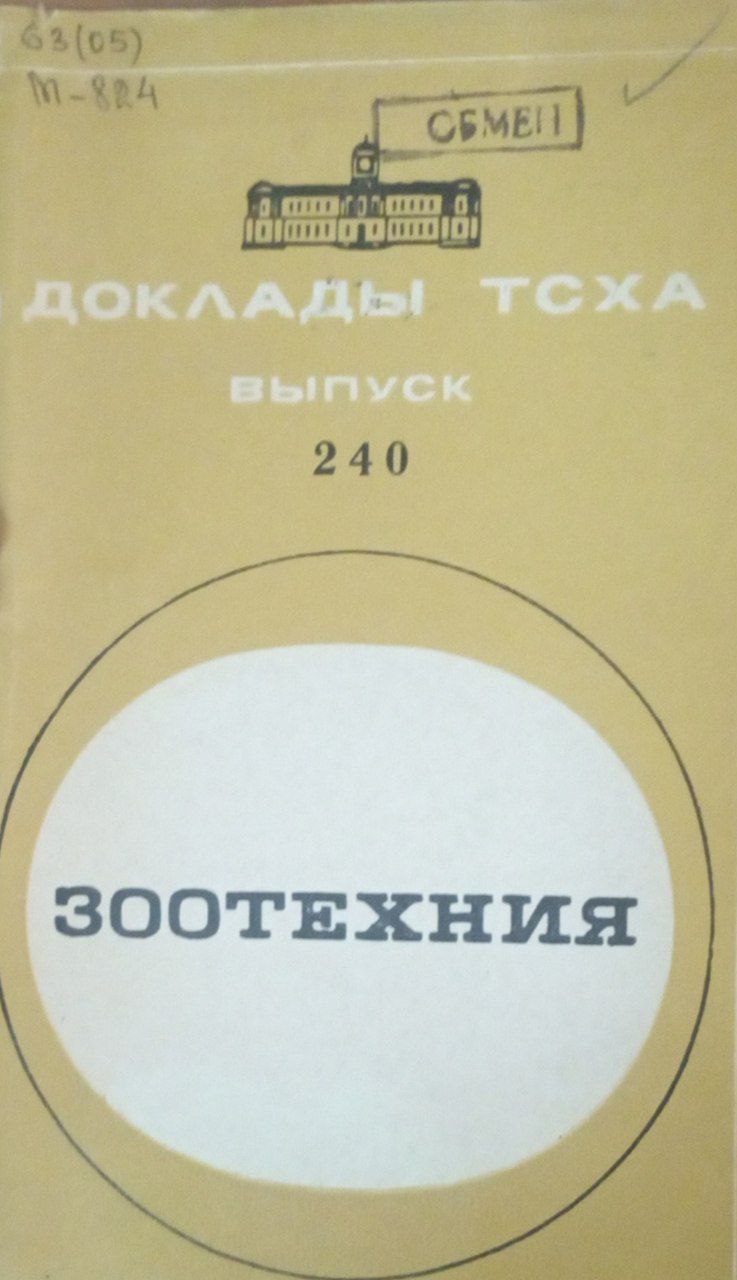 63(05)
М-824
ОБМЕН
ДОКЛАДЫ ТСХА
ВЫПУСК
240
ЗООТЕХНИЯ